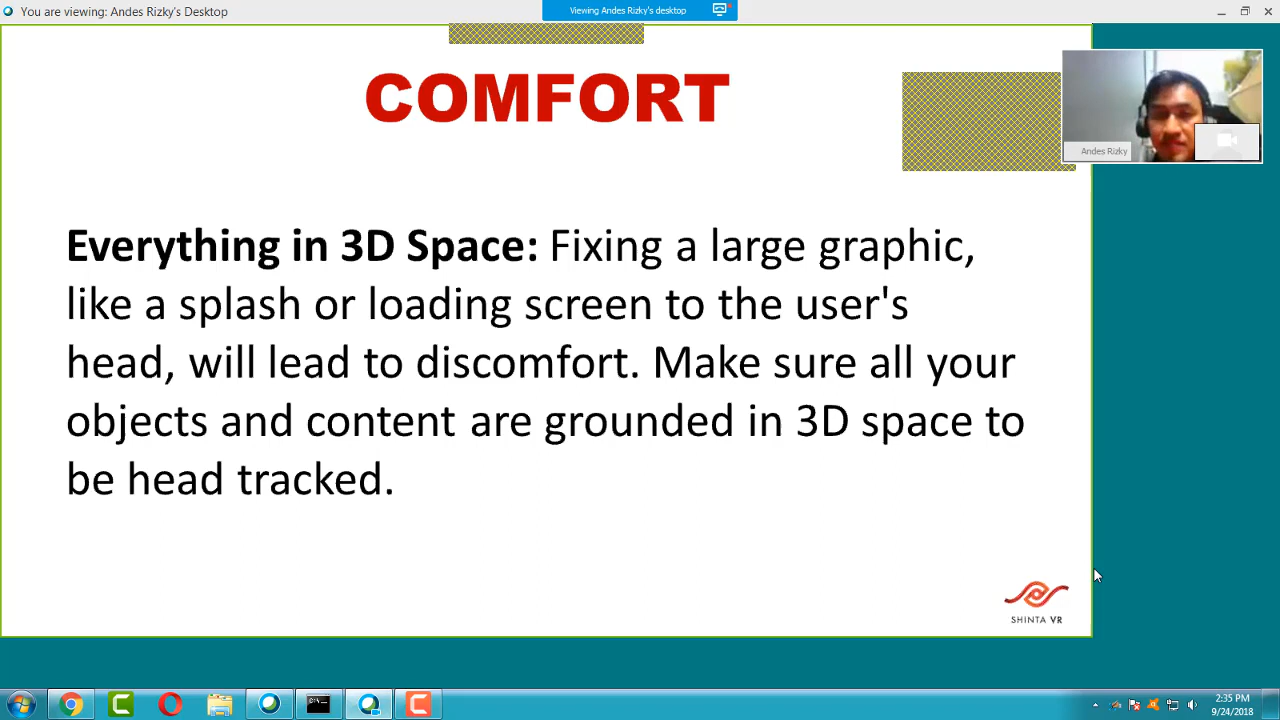 You are viewing: Andes Rizky's Desktop
Viewing Andes Rizky's desktop
COMFORT
Andes Rizky
Everything in 3D Space: Fixing a large graphic,
like a splash or loading screen to the user's
head, will lead to discomfort. Make sure all your
objects and content are grounded in 3D space to
be head tracked.
SHINTA VR
2:35 PM
9/24/2018